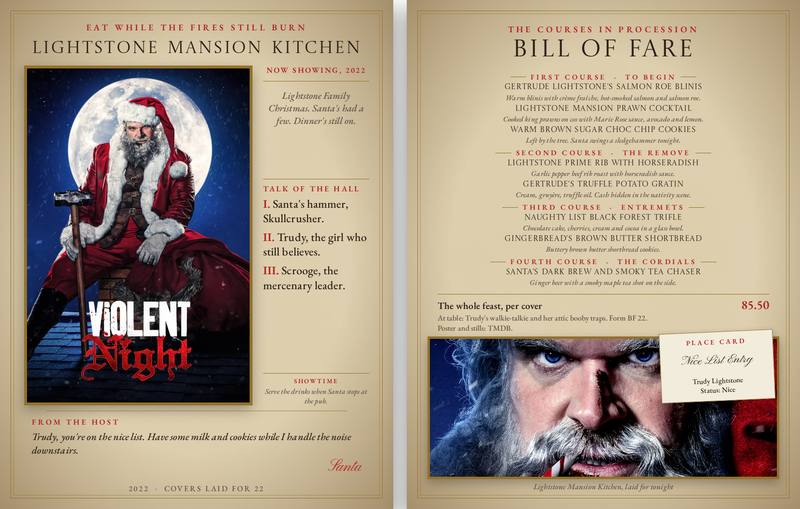 EAT WHILE THE FIRES STILL BURN
LIGHTSTONE MANSION KITCHEN
NOW SHOWING, 2022
Lightstone Family
Christmas. Santa's had a
few. Dinner's still on.
TALK OF THE HALL
I. Santa's hammer,
Skullcrusher.
II. Trudy, the girl who
still believes.
III. Scrooge, the
mercenary leader.
VIOLENT
Night
SHOWTIME
Serve the drinks when Santa stops at
the pub.
FROM THE HOST
Trudy, you're on the nice list. Have some milk and cookies while I handle the noise
downstairs.
Santa
2022 · COVERS LAID FOR 22
THE COURSES IN PROCESSION
BILL OF FARE
FIRST COURSE · TO BEGIN
GERTRUDE LIGHTSTONE'S SALMON ROE BLINIS
Warm blinis with crème fraîche, hot-smoked salmon and salmon roe.
LIGHTSTONE MANSION PRAWN COCKTAIL
Cooked king prawns on co with Marie Rose sauce, avocado and lemon.
WARM BROWN SUGAR CHOC CHIP COOKIES
Left by the tree. Santa swings a sledgehammer tonight.
SECOND COURSE · THE REMOVE
LIGHTSTONE PRIME RIB WITH HORSERADISH
Garlic pepper beef rib roast with horseradish sauce.
GERTRUDE'S TRUFFLE POTATO GRATIN
Cream, gruyère, truffle oil. Cash hidden in the nativity scene.
THIRD COURSE · ENTREMETS
NAUGHTY LIST BLACK FOREST TRIFLE
Chocolate cake, cherries, cream and cocoa in a glass bowl.
GINGERBREAD'S BROWN BUTTER SHORTBREAD
Buttery brown butter shortbread cookies.
FOURTH COURSE · THE CORDIALS
SANTA'S DARK BREW AND SMOKY TEA CHASER
Ginger beer with a smoky maple tea shot on the side.
The whole feast, per cover 85.50
At table: Trudy's walkie-talkie and her attic booby traps. Form BF 22.
Poster and stills: TMDB.
PLACE CARD
Nice List Entry
Trudy Lightstone
Status: Nice
Lightstone Mansion Kitchen, laid for tonight